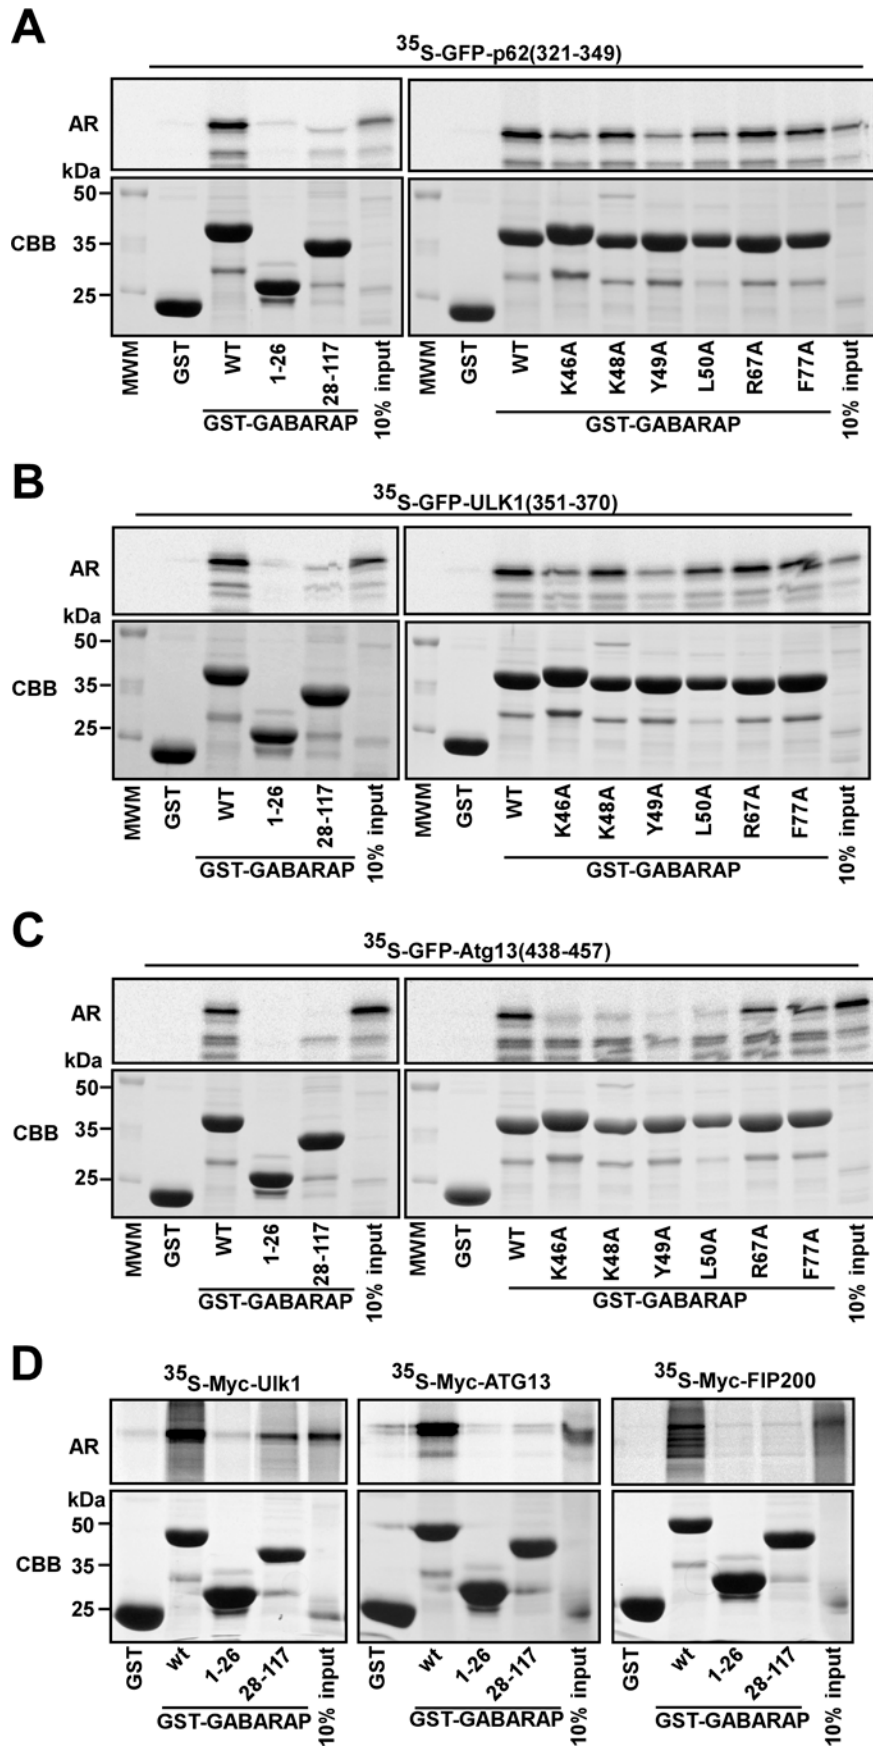 A
35S-GFP-p62(321-349)
AR
kDa
50
35
25
CBB
MWM GST WT 1-26 28-117 10% input MWM GST WT K46A K48A Y49A L50A R67A F77A 10% input
GST-GABARAP GST-GABARAP
B
35S-GFP-ULK1(351-370)
AR
kDa
50
35
25
CBB
MWM GST WT 1-26 28-117 10% input MWM GST WT K46A K48A Y49A L50A R67A F77A 10% input
GST-GABARAP GST-GABARAP
C
35S-GFP-Atg13(438-457)
AR
kDa
50
35
25
CBB
MWM GST WT 1-26 28-117 10% input MWM GST WT K46A K48A Y49A L50A R67A F77A 10% input
GST-GABARAP GST-GABARAP
D
35S-Myc-Ulk1 35S-Myc-ATG13 35S-Myc-FIP200
AR
kDa
50
35
25
CBB
GST wt 1-26 28-117 10% input GST wt 1-26 28-117 10% input GST wt 1-26 28-117 10% input
GST-GABARAP GST-GABARAP GST-GABARAP